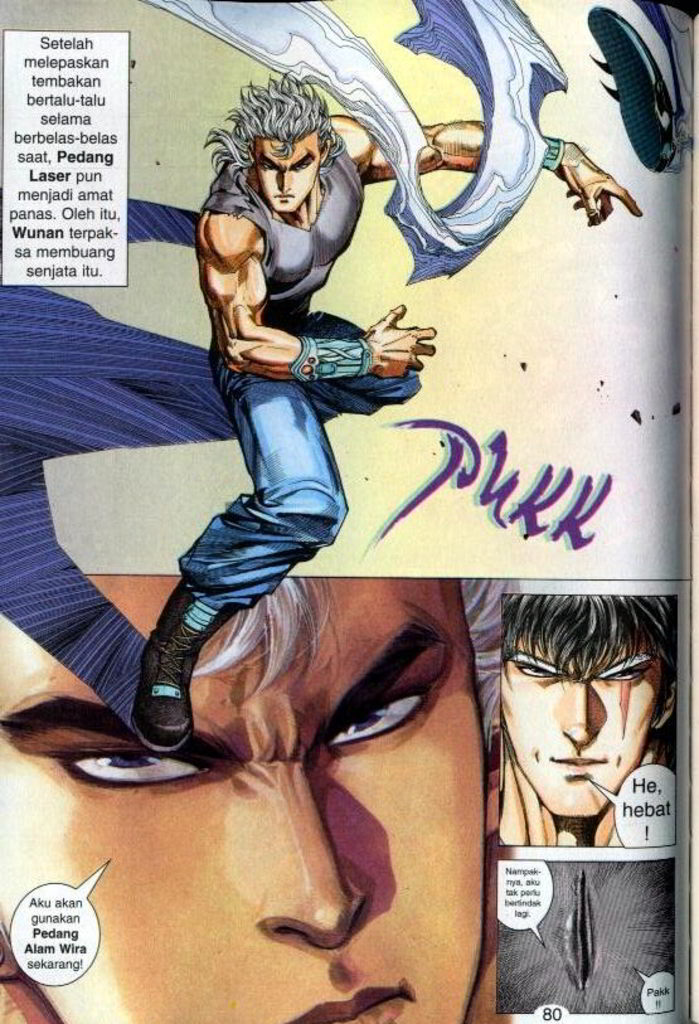 Setelah
melepaskan
tembakan
bertalu-talu
selama
berbelas-belas
saat, Pedang
Laser pun
menjadi amat
panas. Oleh itu,
Wunan terpak-
sa membuang
senjata itu.
PUKK
He,
hebat
!
Aku akan
gunakan
Pedang
Alam Wira
sekarang!
Nampak-
nya, aku
tak perlu
bertindak
lagi.
Pakk
!!
80